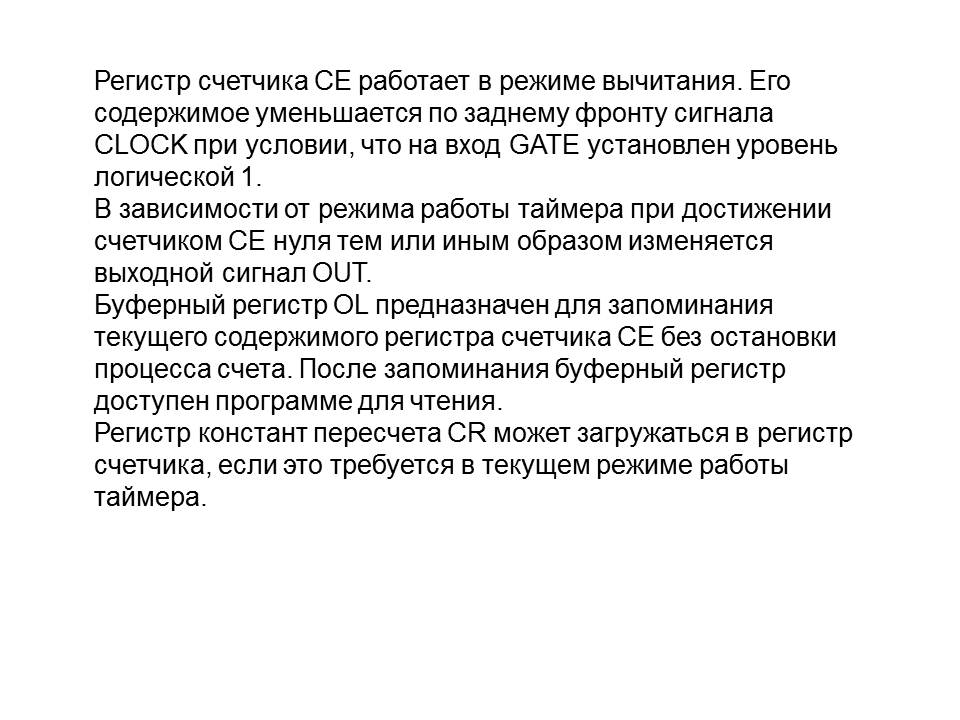 Регистр счетчика CE работает в режиме вычитания. Его
содержимое уменьшается по заднему фронту сигнала
CLOCK при условии, что на вход GATE установлен уровень
логической 1.
В зависимости от режима работы таймера при достижении
счетчиком CE нуля тем или иным образом изменяется
выходной сигнал OUT.
Буферный регистр OL предназначен для запоминания
текущего содержимого регистра счетчика CE без остановки
процесса счета. После запоминания буферный регистр
доступен программе для чтения.
Регистр констант пересчета CR может загружаться в регистр
счетчика, если это требуется в текущем режиме работы
таймера.